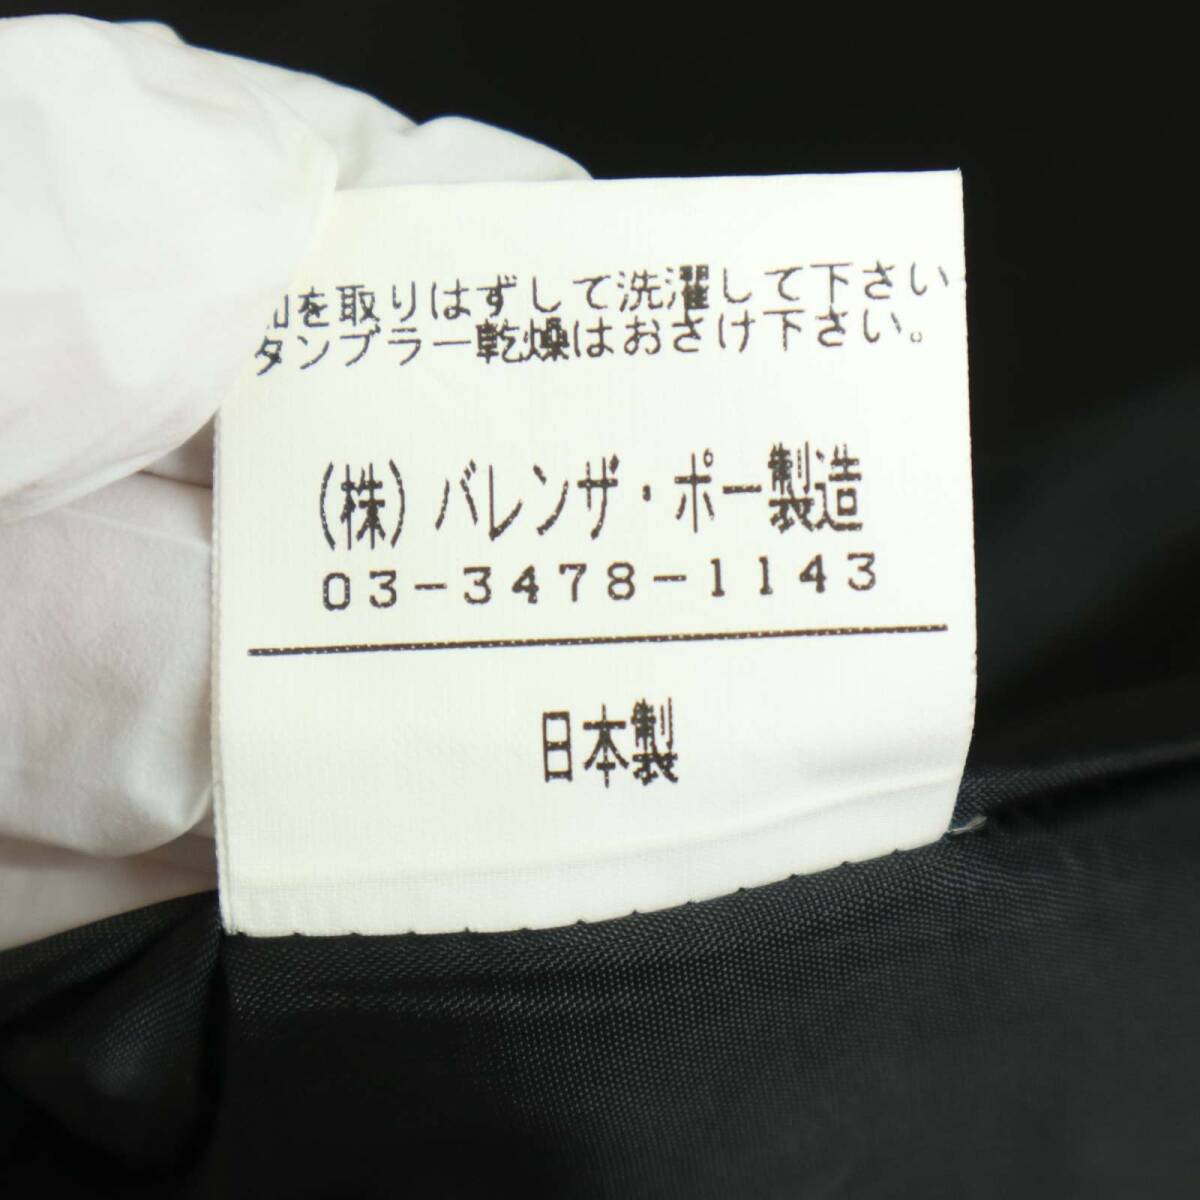 を取りはずして洗濯して下さい
タンブラー乾燥はおさけ下さい。
(株)バレンザ・ポー製造
03-3478-1143
日本製